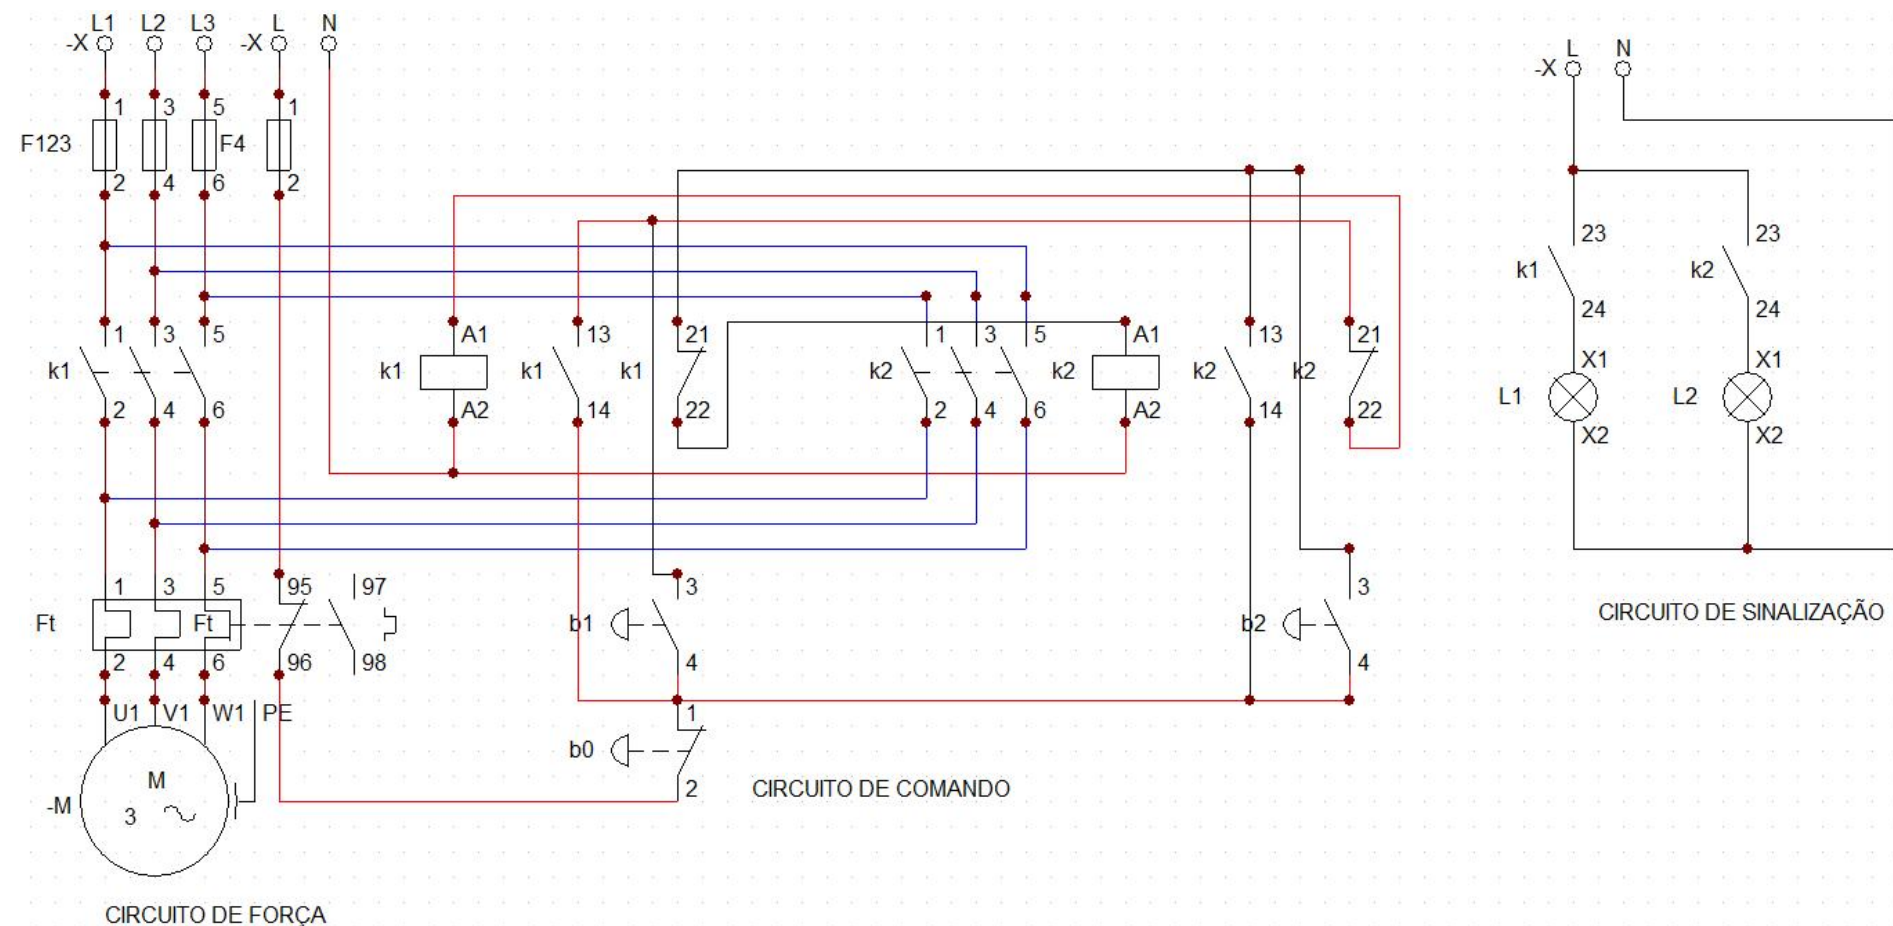 L1 L2 L3 L N
-X -X
L N
-X
1 3 5 1
F123 F4
2 4 6 2
23 23
k1 k2
24 24
1 3 5 A1 13 21 1 3 5 A1 13 21
k1 k1 k1 k1 k2 k2 k2 k2
2 4 6 A2 14 22 2 4 6 A2 14 22
X1 X1
L1 L2
X2 X2
1 3 5 95 97 3 3
Ft Ft b1 b2
2 4 6 96 98 4 4
CIRCUITO DE SINALIZAÇÃO
U1 V1 W1 PE 1
b0
M
-M 3
2
CIRCUITO DE COMANDO
CIRCUITO DE FORÇA